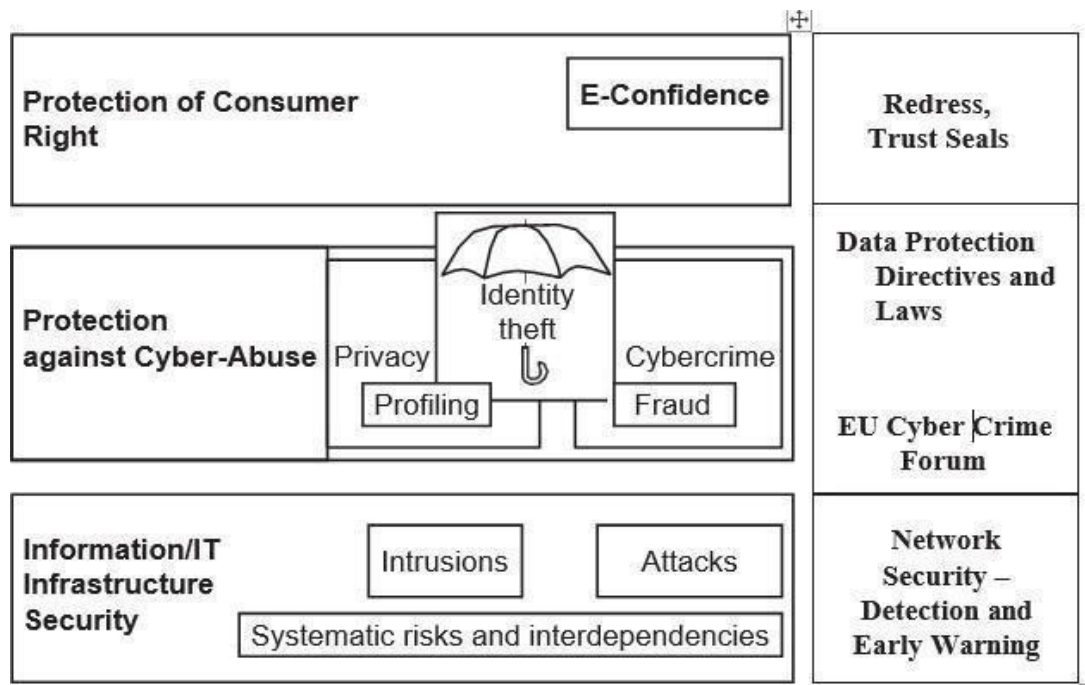 Protection of Consumer
Right
E-Confidence
Redress,
Trust Seals
Protection
against Cyber-Abuse
Privacy
Profiling
Identity
theft
Cybercrime
Fraud
Data Protection
Directives and
Laws
EU Cyber Crime
Forum
Information/IT
Infrastructure
Security
Intrusions
Attacks
Systematic risks and interdependencies
Network
Security –
Detection and
Early Warning